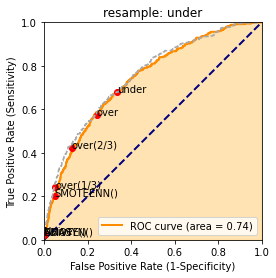 resample: under
True Positive Rate (Sensitivity)
1.0
0.8
0.6
0.4
0.2
0.0
under
over
over(2/3)
over(1/3)
SMOTEENN()
ROC curve (area = 0.74)
0.0 0.2 0.4 0.6 0.8 1.0
False Positive Rate (1-Specificity)